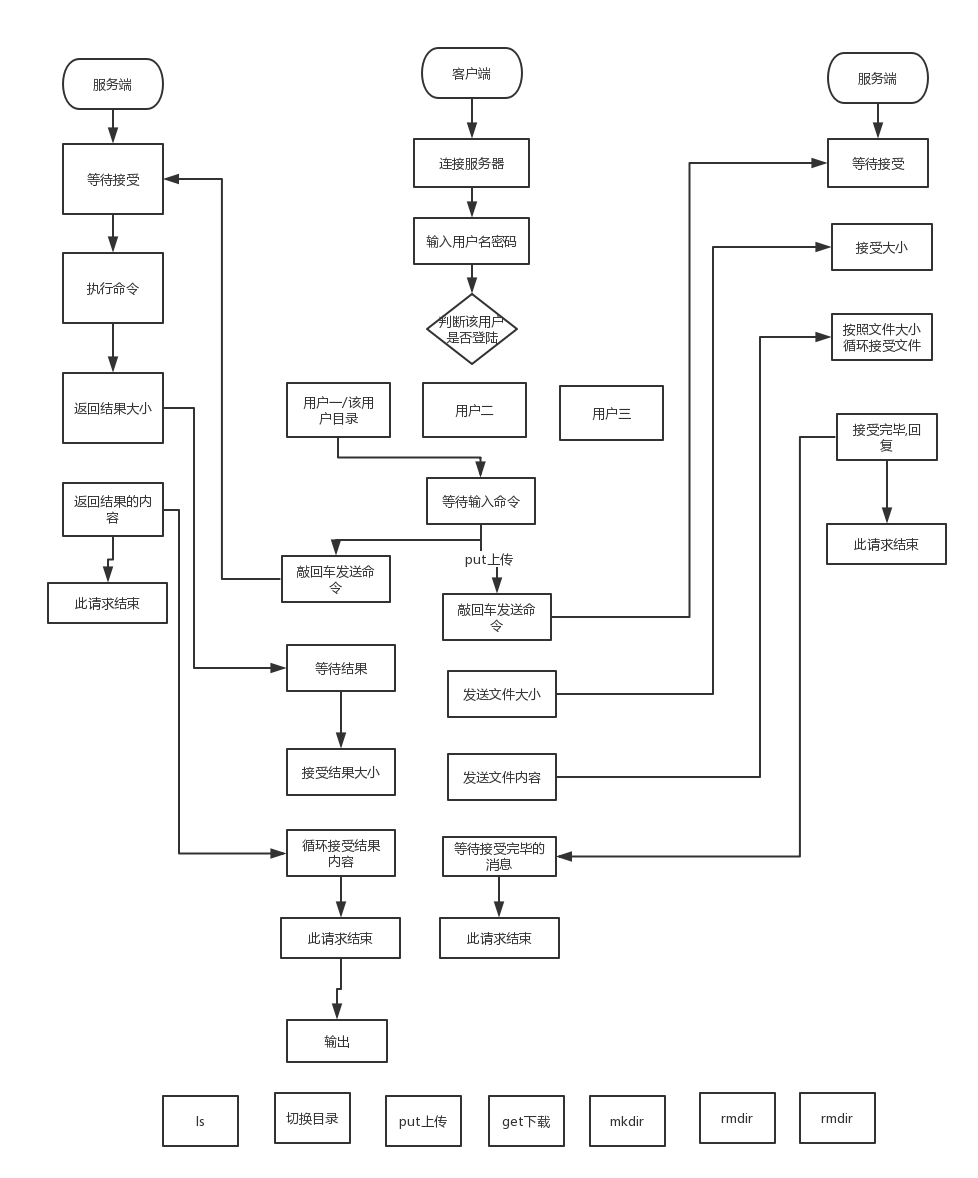 服务端
等待接受
执行命令
返回结果大小
返回结果的内
容
此请求结束
客户端
连接服务器
输入用户名密码
判断该用户
是否登陆
用户一/该用
户目录
用户二
用户三
等待输入命令
敲回车发送命
令
put上传
敲回车发送命
令
等待结果
接受结果大小
循环接受结果
内容
此请求结束
输出
发送文件大小
发送文件内容
等待接受完毕的
消息
此请求结束
服务端
等待接受
接受大小
按照文件大小
循环接受文件
接受完毕,回
复
此请求结束
ls
切换目录
put上传
get下载
mkdir
rmdir
rmdir